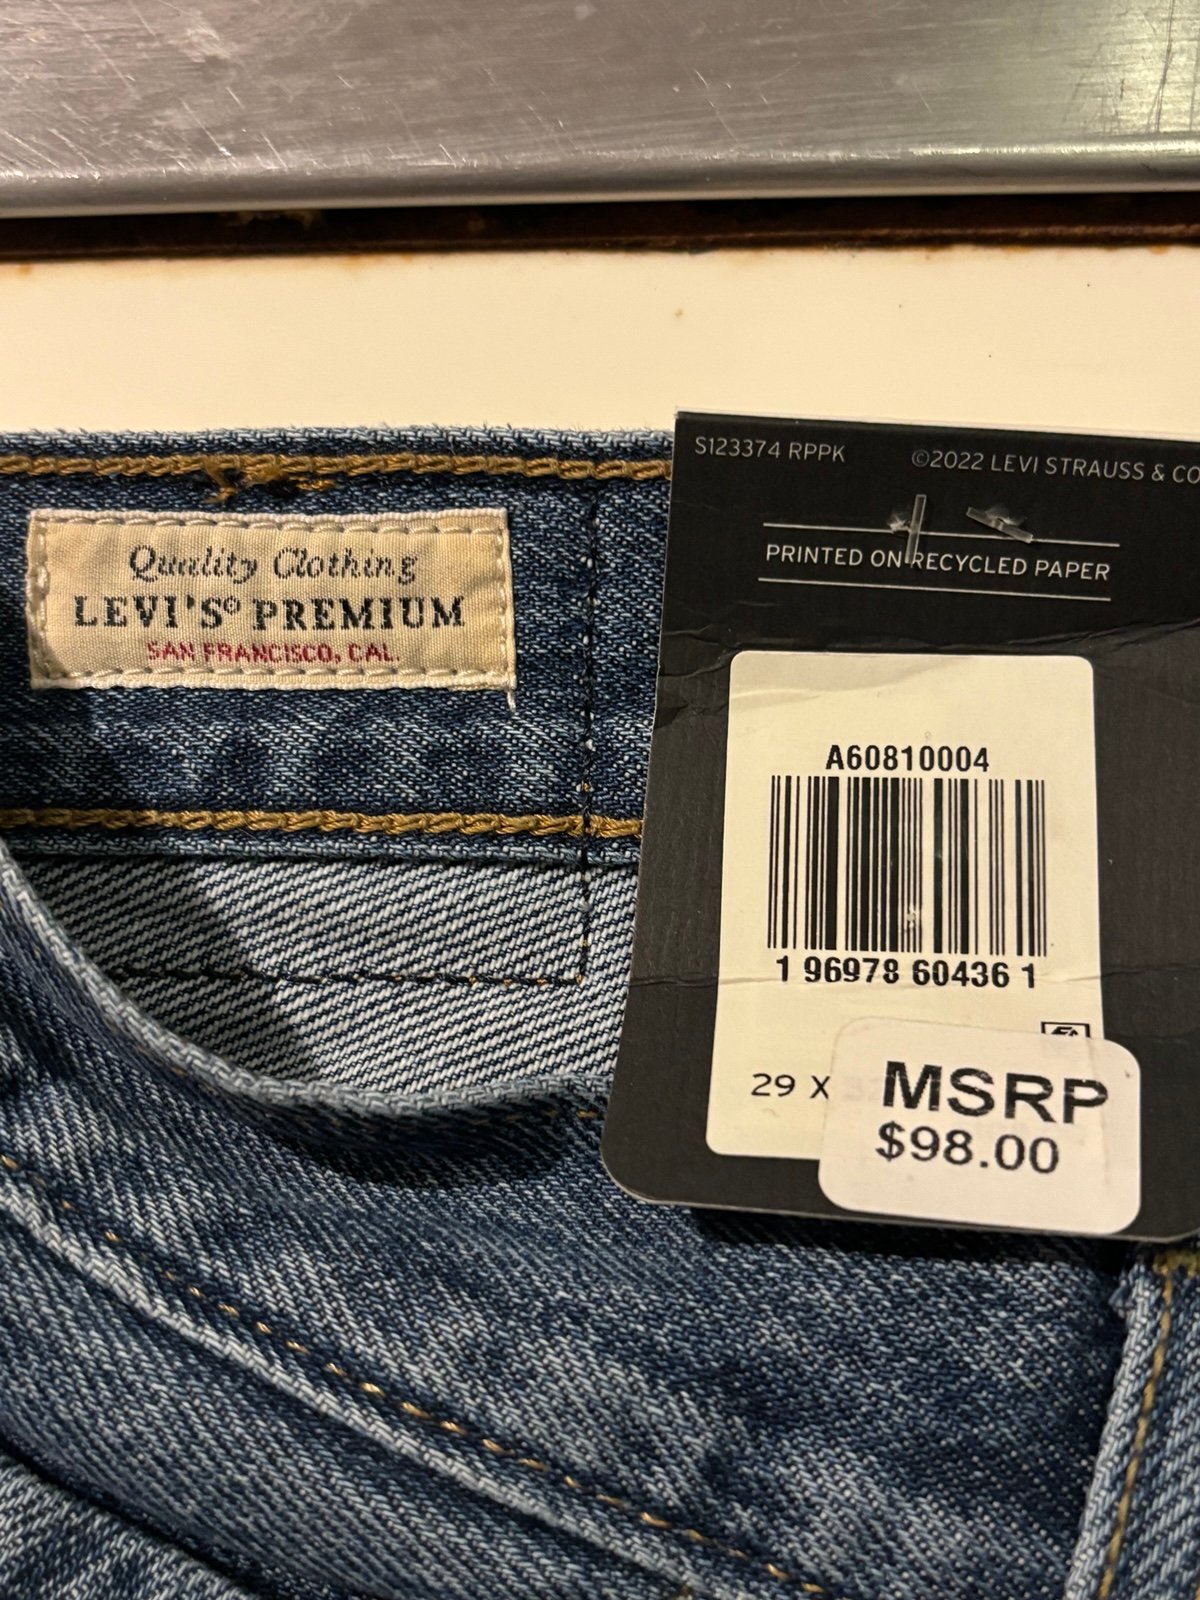 Quality Clothing
LEVI'S® PREMIUM
SAN FRANCISCO, CAL.
S123374 RPPK
©2022 LEVI STRAUSS & CO
PRINTED ON RECYCLED PAPER
A60810004
1 96978 60436 1
29 X
MSRP
$98.00